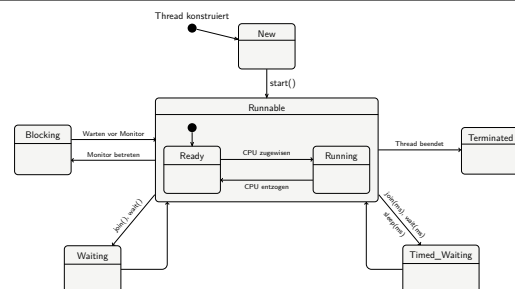 Thread konstruiert
New
start()
Runnable
Blocking
Warten vor Monitor
Monitor betreten
Ready
CPU zugewisen
CPU entzogen
Running
Thread beendet
Terminated
join(), wait()
join(ms), wait(ms)
sleep(ms)
Waiting
Timed_Waiting